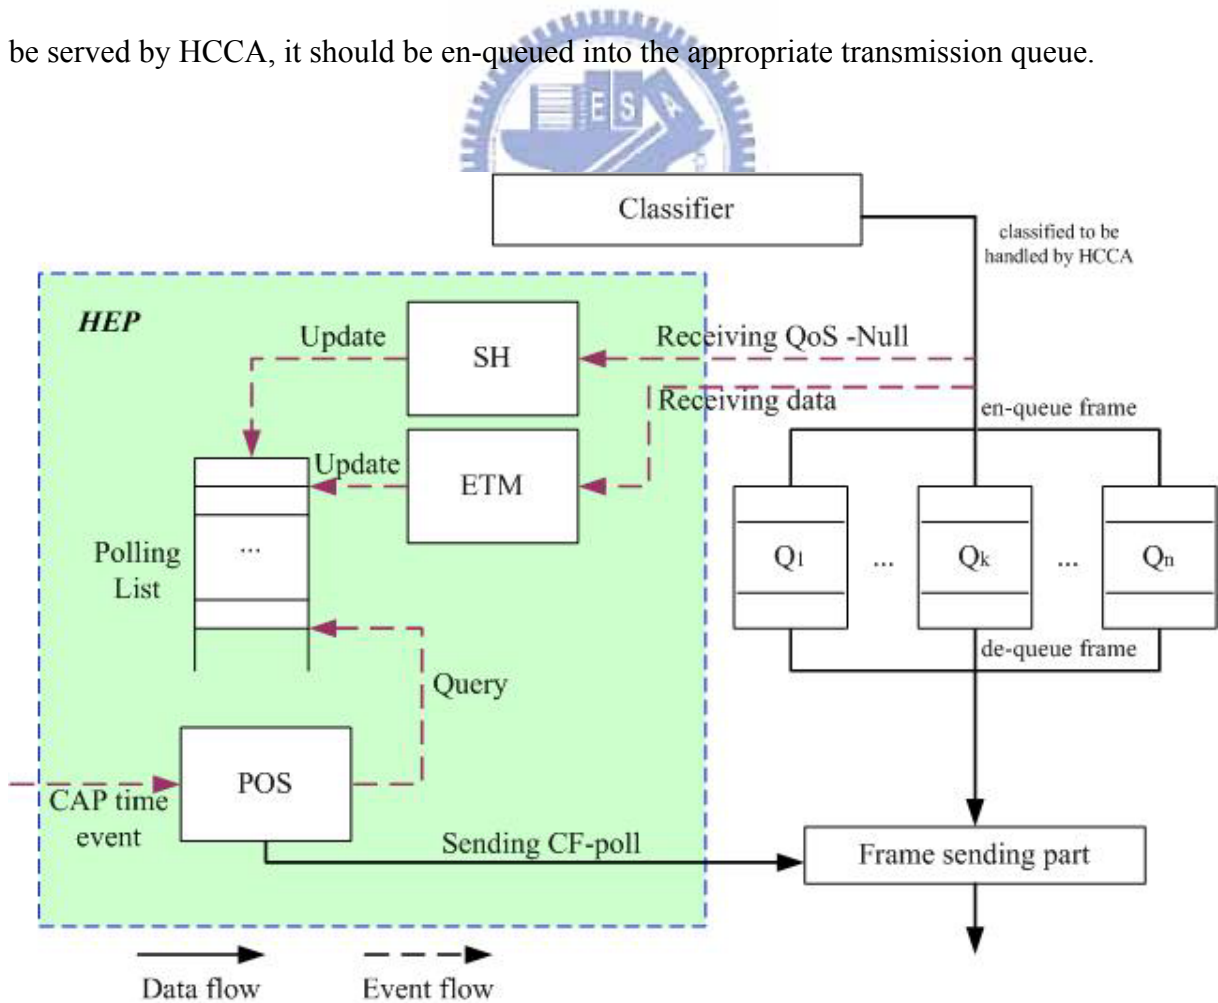 be served by HCCA, it should be en-queued into the appropriate transmission queue.
E S A
Classifier
classified to be
handled by HCCA
HEP
Update
SH
Receiving QoS -Null
Receiving data
en-queue frame
Update
ETM
Polling
List
...
Q1
...
Qk
...
Qn
de-queue frame
Query
POS
CAP time
event
Sending CF-poll
Frame sending part
Data flow
Event flow